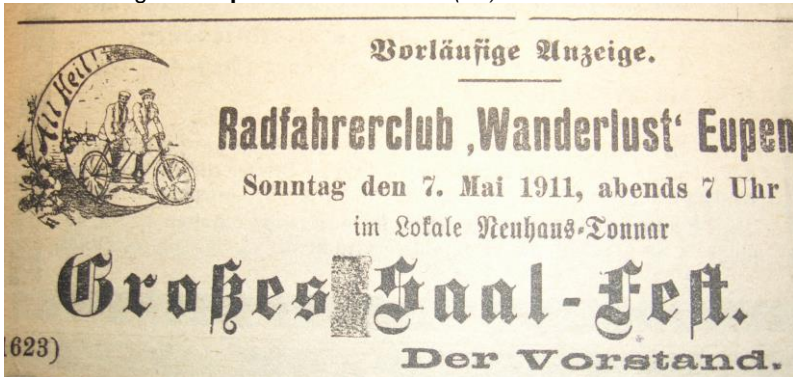 Vorläufige Anzeige.
All Heil!
Radfahrerclub ‚Wanderlust‘ Eupen
Sonntag den 7. Mai 1911, abends 7 Uhr
im Lokale Neuhaus-Tonnar
Großes Saal-Fest.
1623)
Der Vorstand.